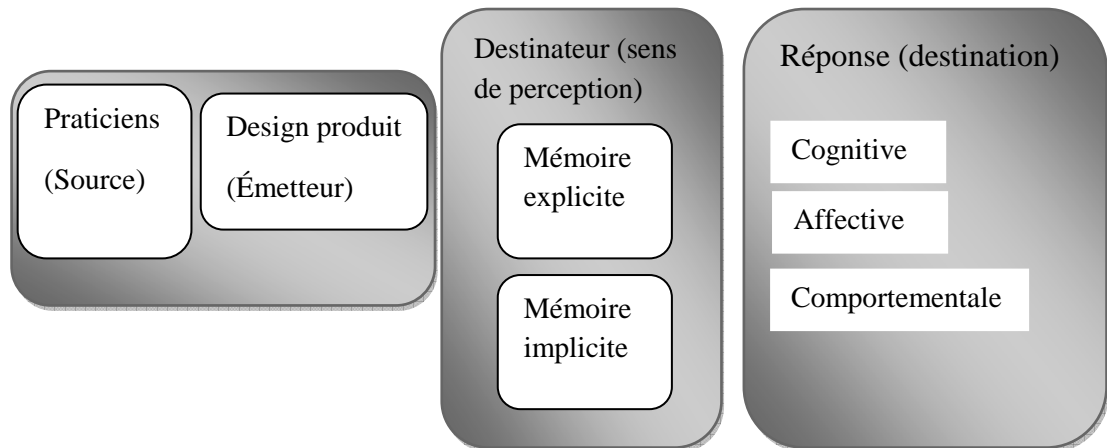 Praticiens
(Source)
Design produit
(Émetteur)
Destinateur (sens
de perception)
Mémoire
explicite
Mémoire
implicite
Réponse (destination)
Cognitive
Affective
Comportementale